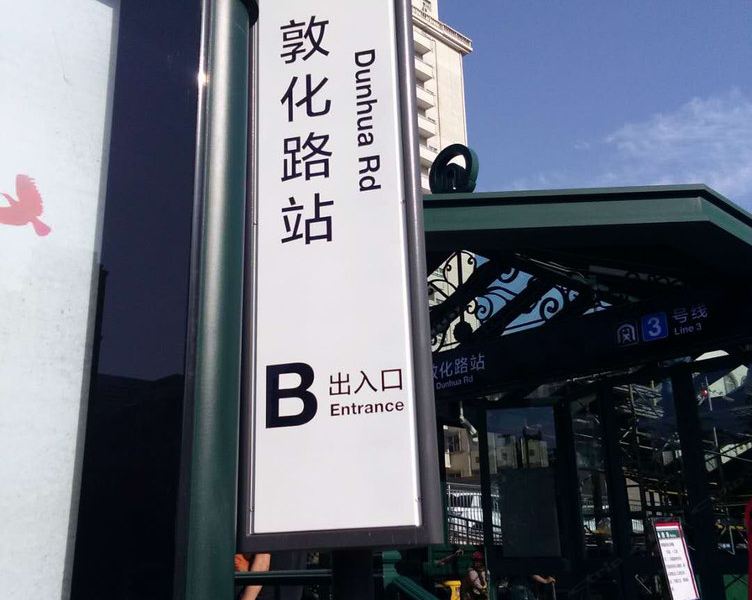 敦化路站
Dunhua Rd
B 出入口
Entrance
3 号线
Line 3
化路站
Dunhua Rd